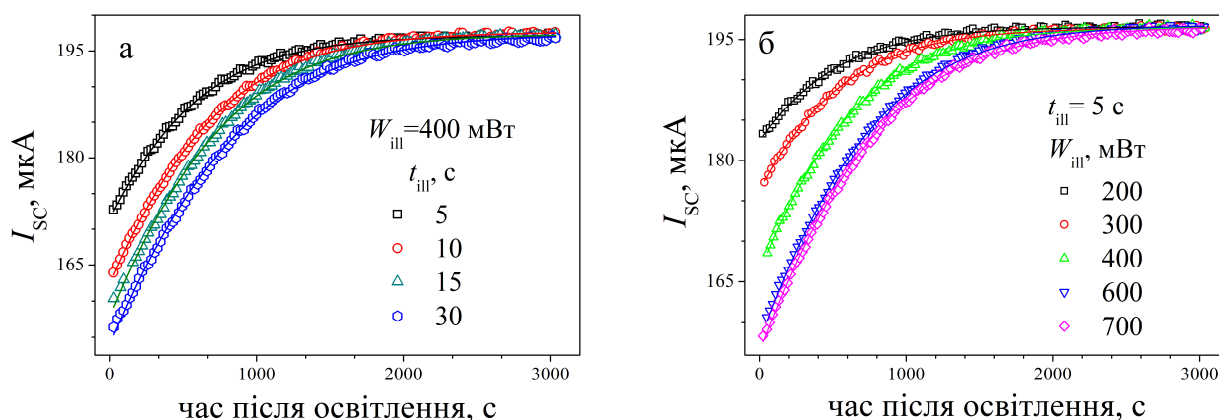 а
195
180
165
I_SC, мкА
W_ill=400 мВт
t_ill, с
5
10
15
30
0 1000 2000 3000
час після освітлення, с
б
195
180
165
I_SC, мкА
t_ill= 5 с
W_ill, мВт
200
300
400
600
700
0 1000 2000 3000
час після освітлення, с